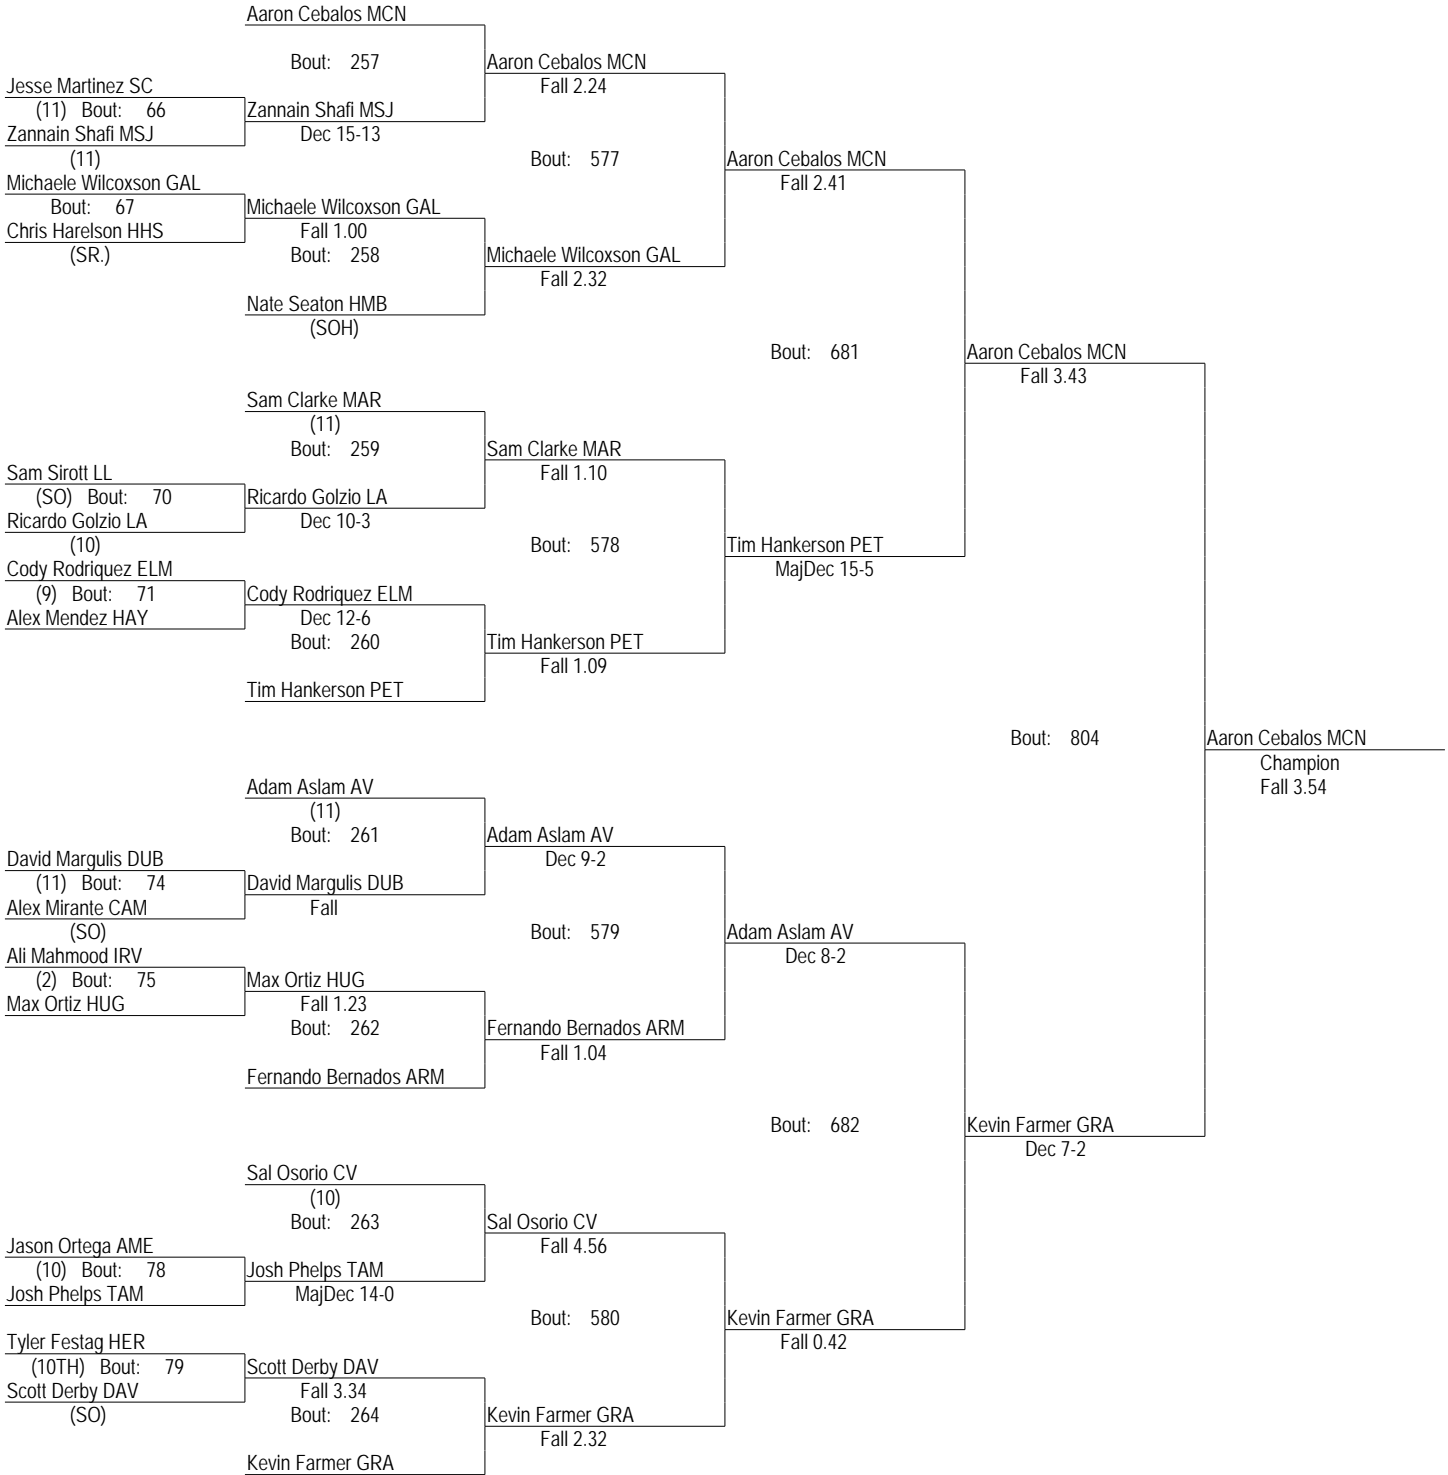 Aaron Cebalos MCN
Bout: 257
Aaron Cebalos MCN
Fall 2.24
Jesse Martinez SC
(11) Bout: 66
Zannain Shafi MSJ
Zannain Shafi MSJ
Dec 15-13
(11)
Bout: 577
Aaron Cebalos MCN
Fall 2.41
Michaele Wilcoxson GAL
Bout: 67
Michaele Wilcoxson GAL
Chris Harelson HHS
Fall 1.00
(SR.)
Bout: 258
Michaele Wilcoxson GAL
Fall 2.32
Nate Seaton HMB
(SOH)
Bout: 681
Aaron Cebalos MCN
Fall 3.43
Sam Clarke MAR
(11)
Bout: 259
Sam Clarke MAR
Fall 1.10
Sam Sirott LL
(SO) Bout: 70
Ricardo Golzio LA
Ricardo Golzio LA
Dec 10-3
(10)
Bout: 578
Tim Hankerson PET
MajDec 15-5
Cody Rodriquez ELM
(9) Bout: 71
Cody Rodriquez ELM
Alex Mendez HAY
Dec 12-6
Bout: 260
Tim Hankerson PET
Fall 1.09
Tim Hankerson PET
Bout: 804
Aaron Cebalos MCN
Champion
Fall 3.54
Adam Aslam AV
(11)
Bout: 261
Adam Aslam AV
Dec 9-2
David Margulis DUB
(11) Bout: 74
David Margulis DUB
Alex Mirante CAM
Fall
(SO)
Bout: 579
Adam Aslam AV
Dec 8-2
Ali Mahmood IRV
(2) Bout: 75
Max Ortiz HUG
Max Ortiz HUG
Fall 1.23
Bout: 262
Fernando Bernados ARM
Fall 1.04
Fernando Bernados ARM
Bout: 682
Kevin Farmer GRA
Dec 7-2
Sal Osorio CV
(10)
Bout: 263
Sal Osorio CV
Fall 4.56
Jason Ortega AME
(10) Bout: 78
Josh Phelps TAM
Josh Phelps TAM
MajDec 14-0
Bout: 580
Kevin Farmer GRA
Fall 0.42
Tyler Festag HER
(10TH) Bout: 79
Scott Derby DAV
Scott Derby DAV
Fall 3.34
(SO)
Bout: 264
Kevin Farmer GRA
Fall 2.32
Kevin Farmer GRA